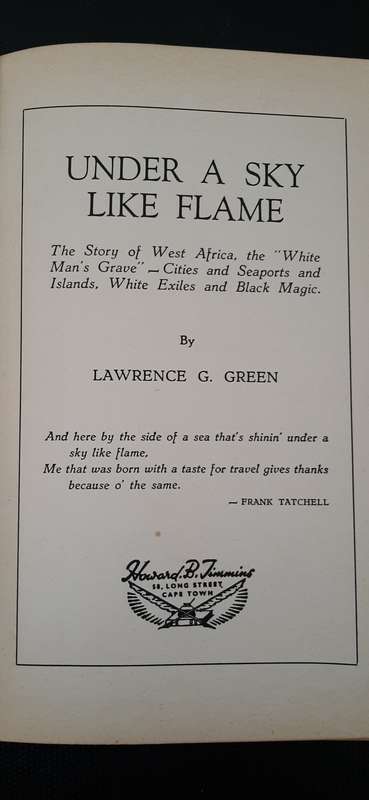 UNDER A SKY
LIKE FLAME
The Story of West Africa, the "White
Man's Grave" — Cities and Seaports and
Islands, White Exiles and Black Magic.
By
LAWRENCE G. GREEN
And here by the side of a sea that's shinin' under a
sky like flame,
Me that was born with a taste for travel gives thanks
because o' the same.
— FRANK TATCHELL
Howard. B. Timmins
58, LONG STREET
CAPE TOWN